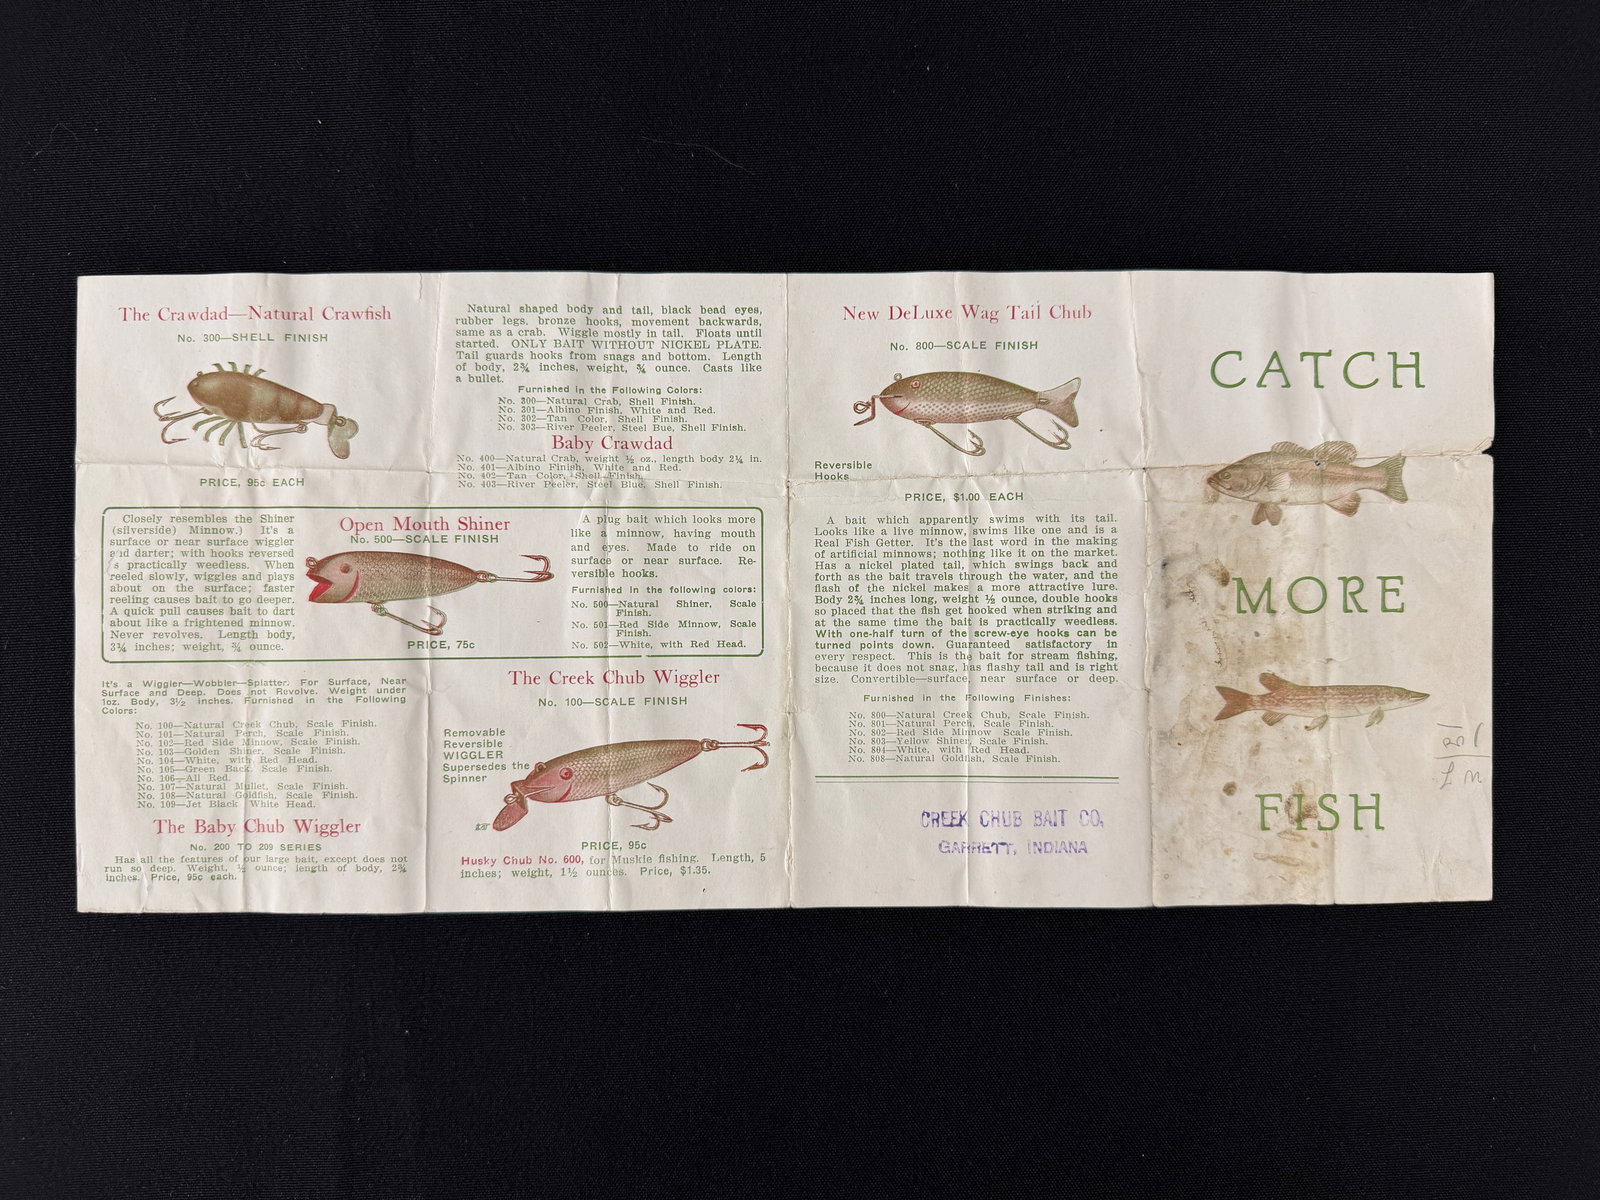 The Crawdad—Natural Crawfish
No. 300—SHELL FINISH
PRICE, 95c EACH
Natural shaped body and tail, black bead eyes,
rubber legs, bronze hooks, movement backwards,
same as a crab. Wiggle mostly in tail. Floats until
started. ONLY BAIT WITHOUT NICKEL PLATE.
Tail guards hooks from snags and bottom. Length
of body, 2¾ inches, weight, ¾ ounce. Casts like
a bullet.
Furnished in the Following Colors:
No. 300—Natural Crab, Shell Finish.
No. 301—Albino Finish, White and Red.
No. 302—Tan Color, Shell Finish.
No. 303—River Peeler, Steel Bue, Shell Finish.
Baby Crawdad
No. 400—Natural Crab, weight ½ oz., length body 2¼ in.
No. 401—Albino Finish, White and Red.
No. 402—Tan Color, Shell Finish.
No. 403—River Peeler, Steel Blue, Shell Finish.
Closely resembles the Shiner
(silverside) Minnow.) It's a
surface or near surface wiggler
and darter; with hooks reversed
s practically weedless. When
reeled slowly, wiggles and plays
about on the surface; faster
reeling causes bait to go deeper.
A quick pull causes bait to dart
about like a frightened minnow.
Never revolves. Length body,
3¼ inches; weight, ¾ ounce.
Open Mouth Shiner
No. 500—SCALE FINISH
PRICE, 75c
A plug bait which looks more
like a minnow, having mouth
and eyes. Made to ride on
surface or near surface. Re-
versible hooks.
Furnished in the following colors:
No. 500—Natural Shiner, Scale
Finish.
No. 501—Red Side Minnow, Scale
Finish.
No. 502—White, with Red Head.
It's a Wiggler—Wobbler—Splatter. For Surface, Near
Surface and Deep. Does not Revolve. Weight under
1oz. Body, 3½ inches. Furnished in the Following
Colors:
No. 100—Natural Creek Chub, Scale Finish.
No. 101—Natural Perch, Scale Finish.
No. 102—Red Side Minnow, Scale Finish.
No. 103—Golden Shiner, Scale Finish.
No. 104—White, with Red Head.
No. 105—Green Back, Scale Finish.
No. 106—All Red.
No. 107—Natural Mullet, Scale Finish.
No. 108—Natural Goldfish, Scale Finish.
No. 109—Jet Black White Head.
The Baby Chub Wiggler
No. 200 TO 209 SERIES
Has all the features of our large bait, except does not
run so deep. Weight, ½ ounce; length of body, 2¾
inches. Price, 95c each.
The Creek Chub Wiggler
No. 100—SCALE FINISH
Removable
Reversible
WIGGLER
Supersedes the
Spinner
PRICE, 95c
Husky Chub No. 600, for Muskie fishing. Length, 5
inches; weight, 1½ ounces. Price, $1.35.
New DeLuxe Wag Tail Chub
No. 800—SCALE FINISH
Reversible
Hooks
PRICE, $1.00 EACH
A bait which apparently swims with its tail.
Looks like a live minnow, swims like one and is a
Real Fish Getter. It's the last word in the making
of artificial minnows; nothing like it on the market.
Has a nickel plated tail, which swings back and
forth as the bait travels through the water, and the
flash of the nickel makes a more attractive lure.
Body 2¾ inches long, weight ½ ounce, double hooks
so placed that the fish get hooked when striking and
at the same time the bait is practically weedless.
With one-half turn of the screw-eye hooks can be
turned points down. Guaranteed satisfactory in
every respect. This is the bait for stream fishing,
because it does not snag, has flashy tail and is right
size. Convertible—surface, near surface or deep.
Furnished in the Following Finishes:
No. 800—Natural Creek Chub, Scale Finish.
No. 801—Natural Perch, Scale Finish.
No. 802—Red Side Minnow Scale Finish.
No. 803—Yellow Shiner, Scale Finish.
No. 804—White, with Red Head.
No. 808—Natural Goldfish, Scale Finish.
CREEK CHUB BAIT CO.
GARRETT, INDIANA
CATCH
MORE
FISH